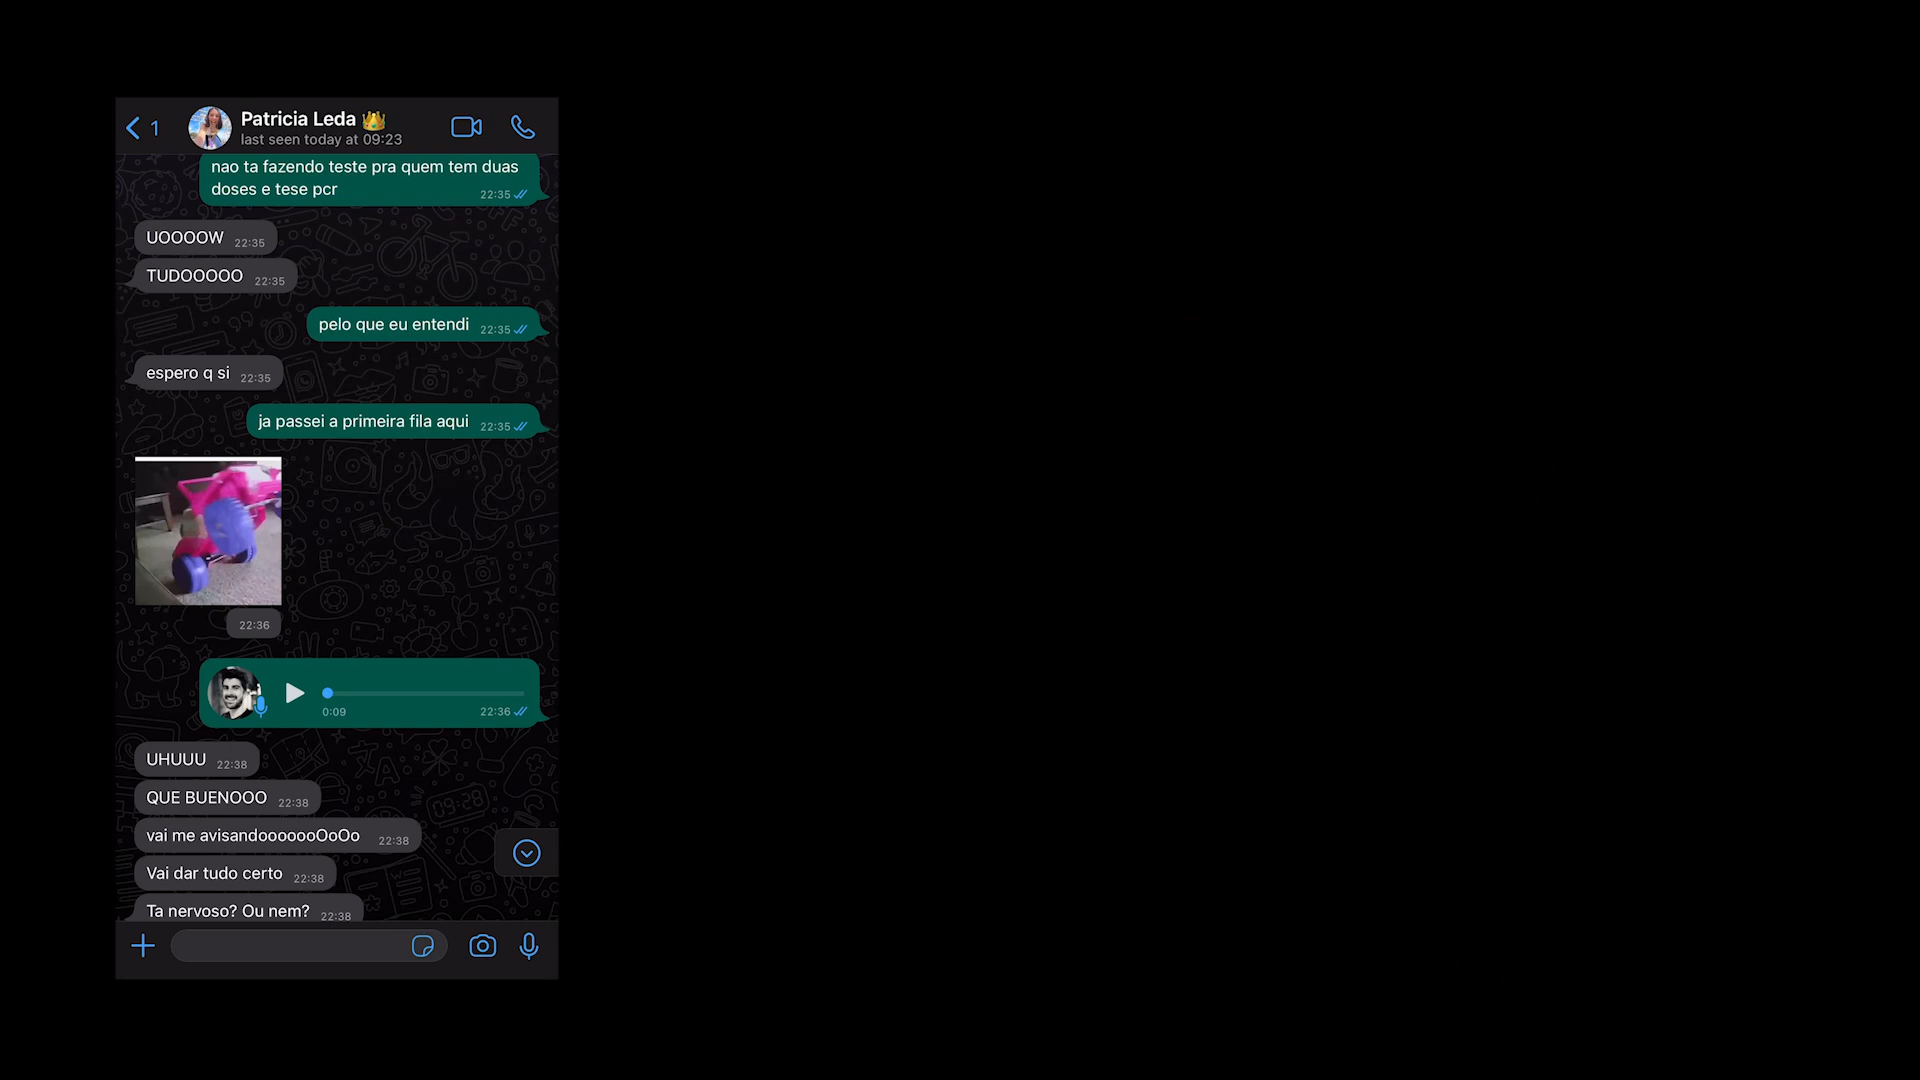 1
Patricia Leda 👑
last seen today at 09:23
nao ta fazendo teste pra quem tem duas
doses e tese pcr
22:35
UOOOOW 22:35
TUDOOOOO 22:35
pelo que eu entendi 22:35
espero q si 22:35
ja passei a primeira fila aqui 22:35
22:36
0:09 22:36
UHUUU 22:38
QUE BUENOOO 22:38
vai me avisandooooooOoOo 22:38
Vai dar tudo certo 22:38
Ta nervoso? Ou nem? 22:38